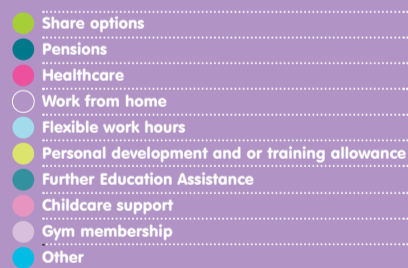 Share options
Pensions
Healthcare
Work from home
Flexible work hours
Personal development and or training allowance
Further Education Assistance
Childcare support
Gym membership
Other